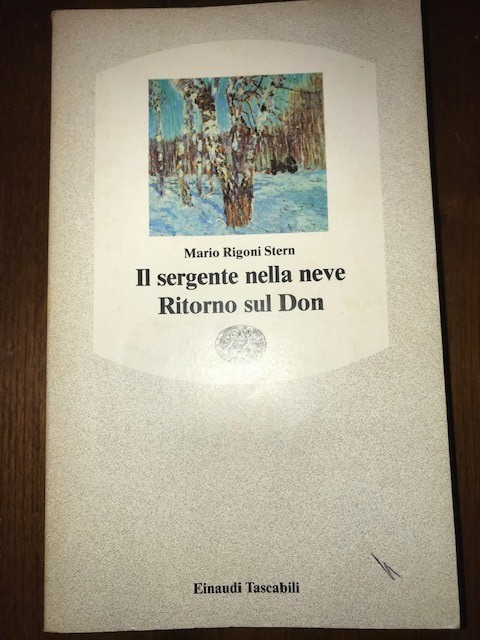 Mario Rigoni Stern
Il sergente nella neve
Ritorno sul Don
Einaudi Tascabili